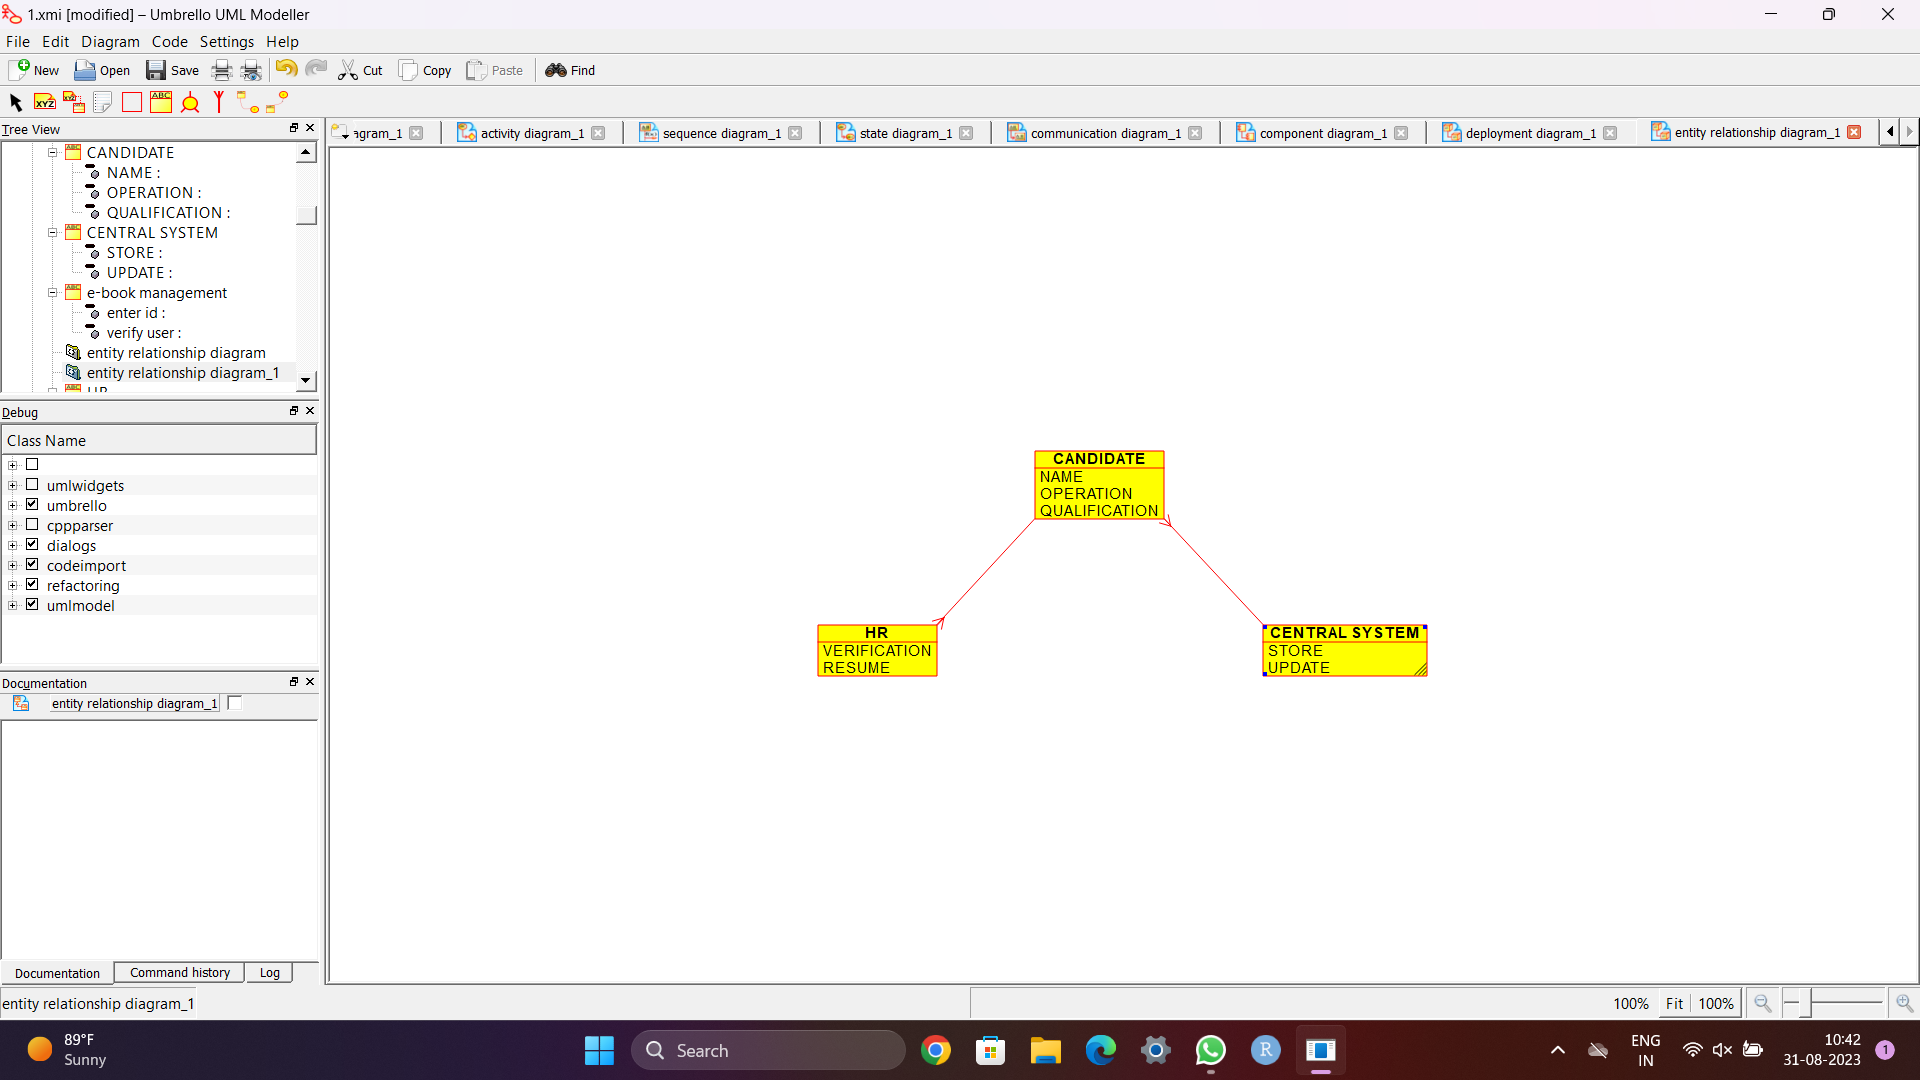 1.xmi [modified] – Umbrello UML Modeller
File Edit Diagram Code Settings Help
New Open Save Cut Copy Paste Find
XYZ XYZ ABC
Tree View
agram_1 activity diagram_1 sequence diagram_1 state diagram_1 communication diagram_1 component diagram_1 deployment diagram_1 entity relationship diagram_1
CANDIDATE
NAME :
OPERATION :
QUALIFICATION :
CENTRAL SYSTEM
STORE :
UPDATE :
e-book management
enter id :
verify user :
entity relationship diagram
entity relationship diagram_1
HR
Debug
Class Name
umlwidgets
umbrello
cppparser
dialogs
codeimport
refactoring
umlmodel
Documentation
entity relationship diagram_1
Documentation Command history Log
CANDIDATE
NAME
OPERATION
QUALIFICATION
HR
VERIFICATION
RESUME
CENTRAL SYSTEM
STORE
UPDATE
entity relationship diagram_1
100% Fit 100%
89°F
Sunny
Search
R
ENG
IN
10:42
31-08-2023
1